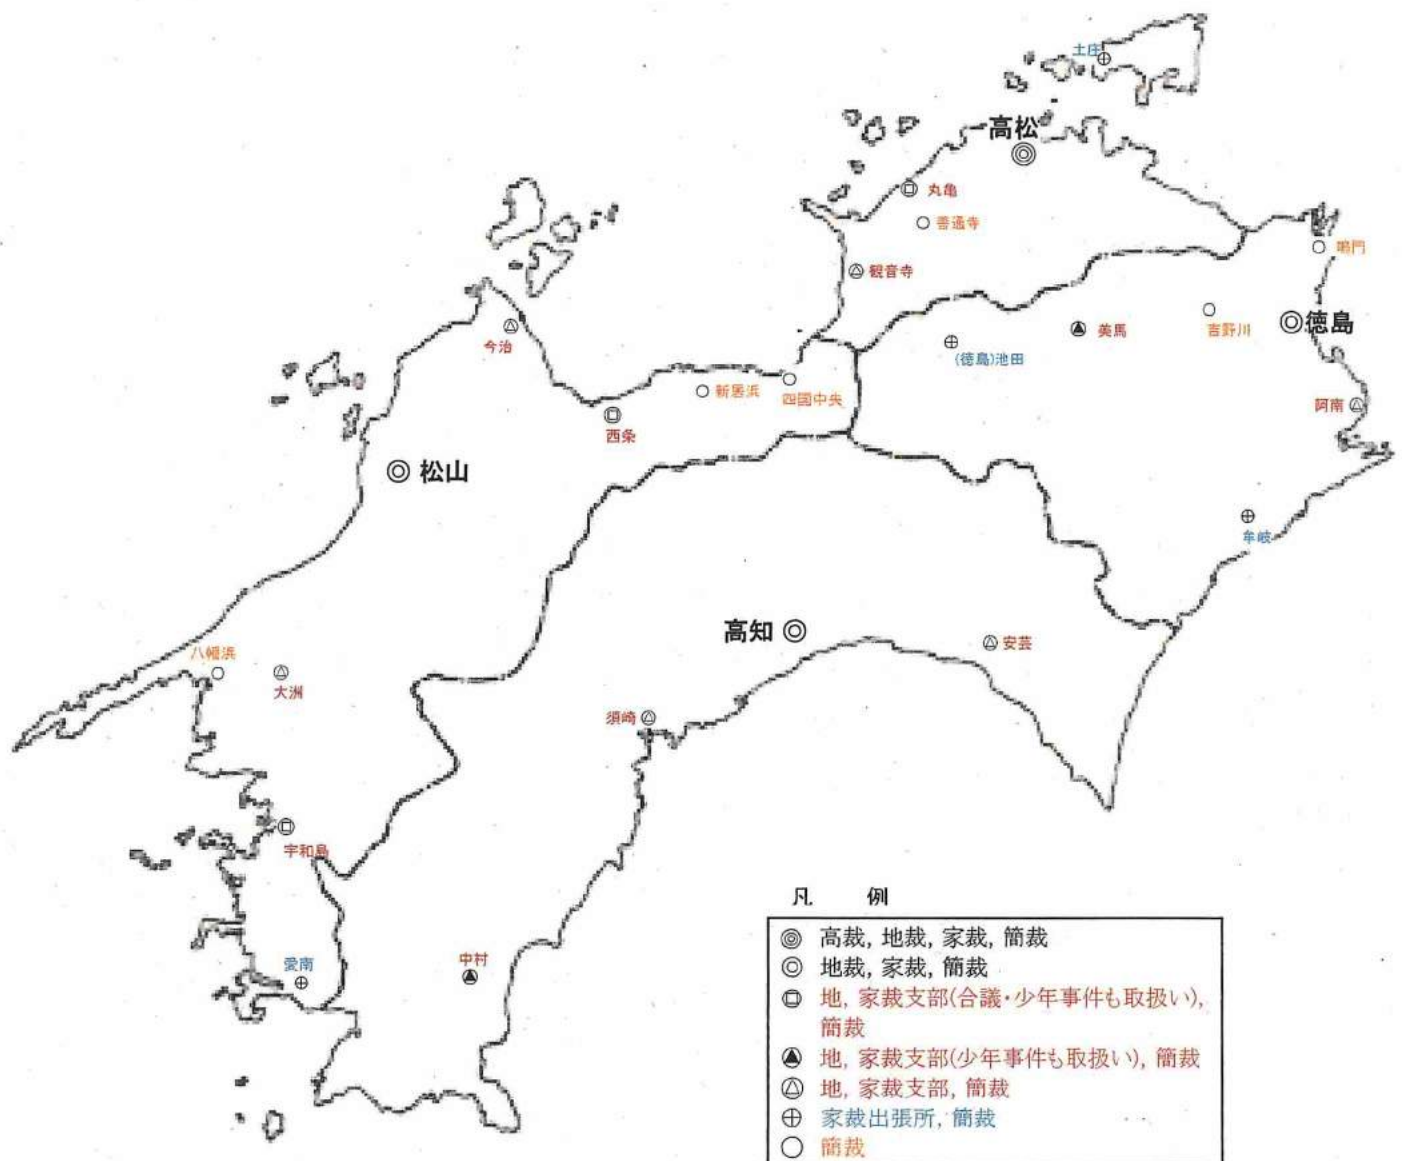 土庄
高松
丸亀
善通寺
鳴門
観音寺
吉野川
徳島
今治
美馬
(徳島)池田
新居浜
四國中央
阿南
西条
松山
牟岐
高知
安芸
八幡浜
大洲
須崎
宇和島
愛南
中村
凡 例
◎ 高裁, 地裁, 家裁, 簡裁
◎ 地裁, 家裁, 簡裁
地, 家裁支部(合議・少年事件も取扱い),
簡裁
地, 家裁支部(少年事件も取扱い), 簡裁
地, 家裁支部, 簡裁
⊕ 家裁出張所, 簡裁
○ 簡裁